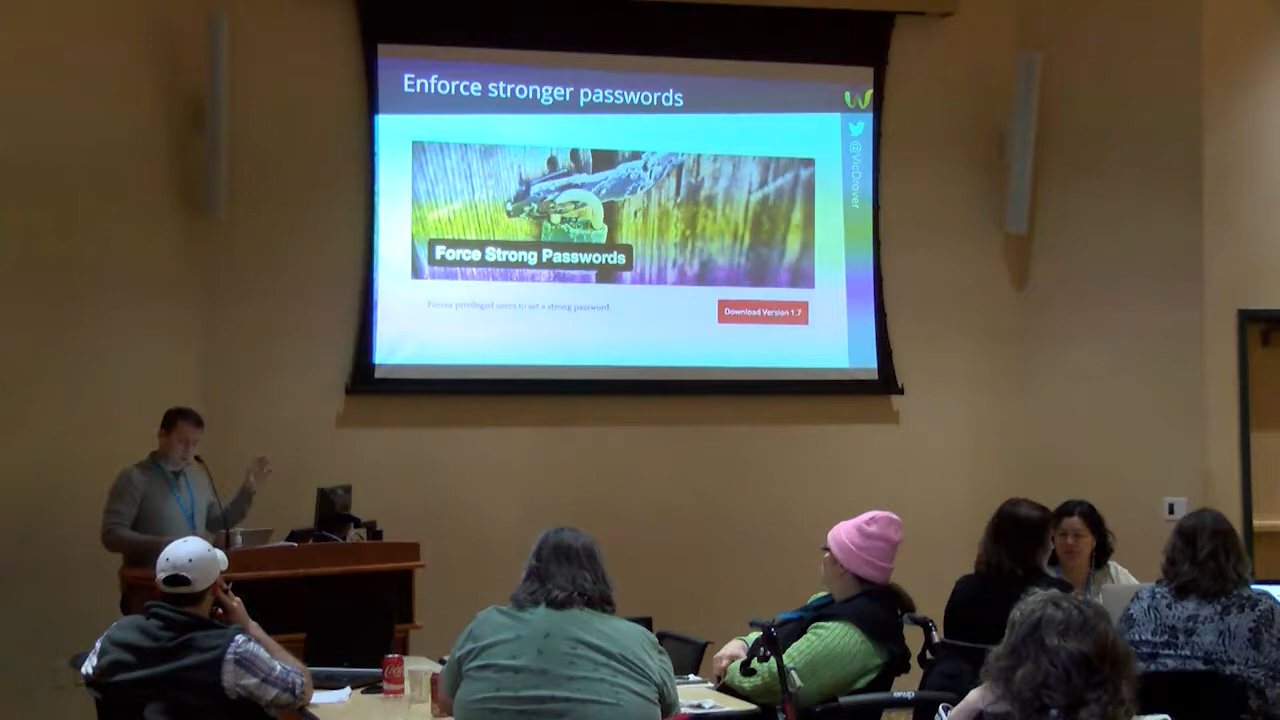 Enforce stronger passwords
@VicDrover
Force Strong Passwords
Forces privileged users to set a strong password.
Download Version 1.7